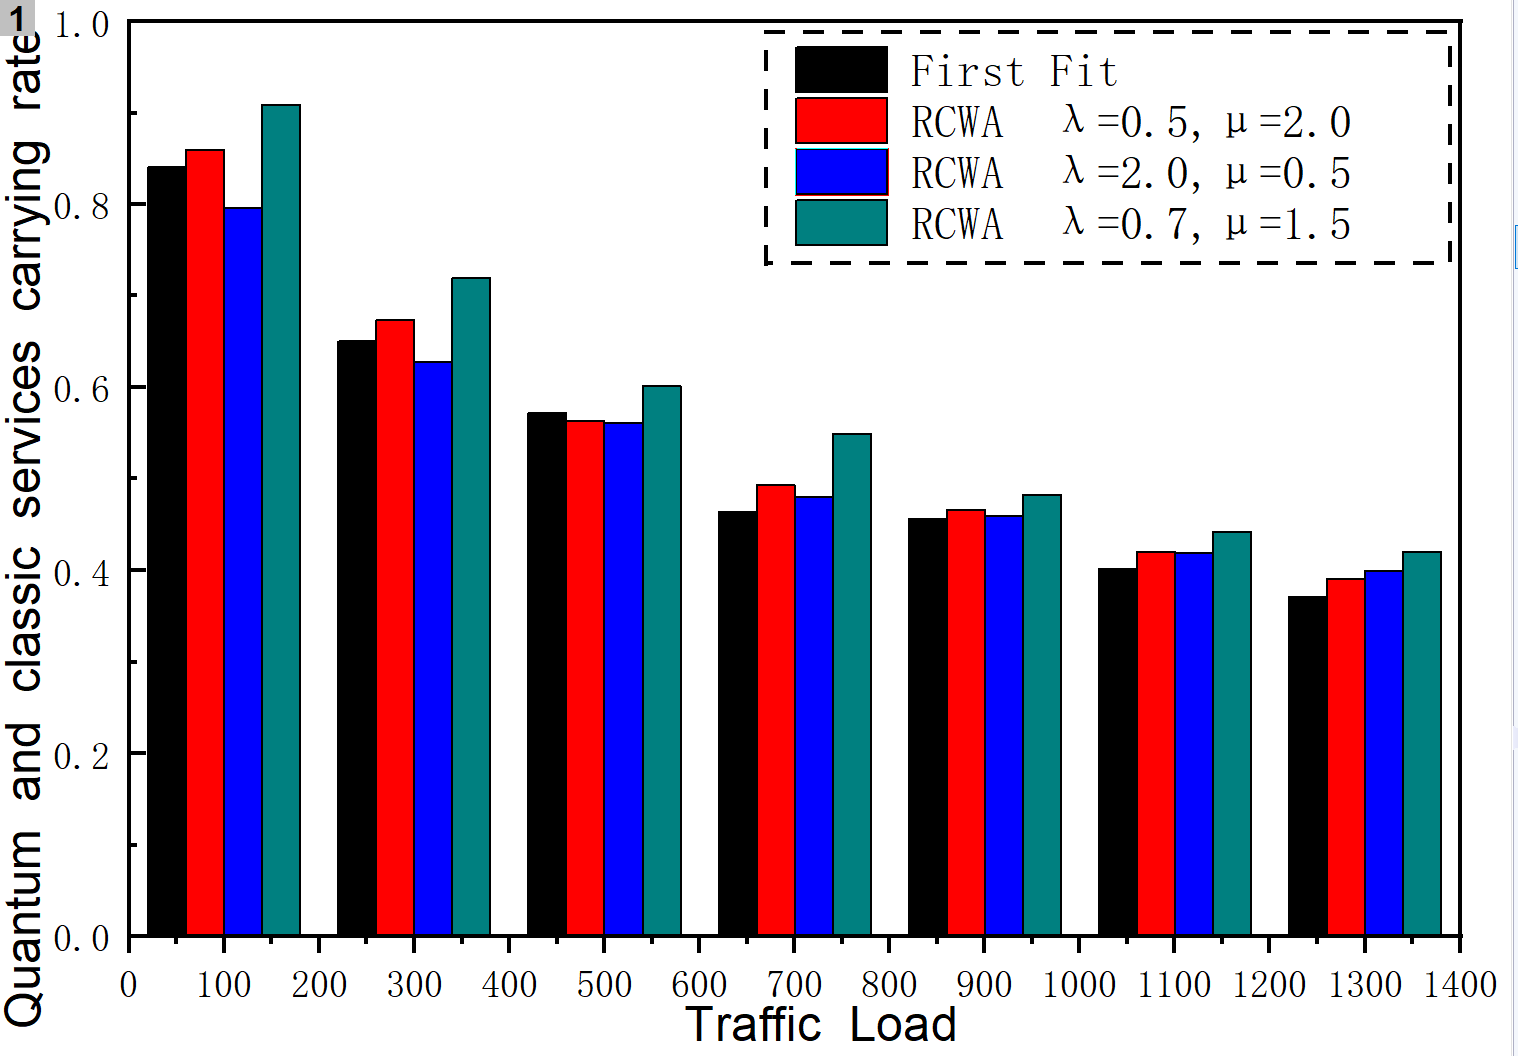 1
Quantum and classic services carrying rate
1.0
0.8
0.6
0.4
0.2
0.0
First Fit
RCWA λ=0.5, μ=2.0
RCWA λ=2.0, μ=0.5
RCWA λ=0.7, μ=1.5
0 100 200 300 400 500 600 700 800 900 1000 1100 1200 1300 1400
Traffic Load